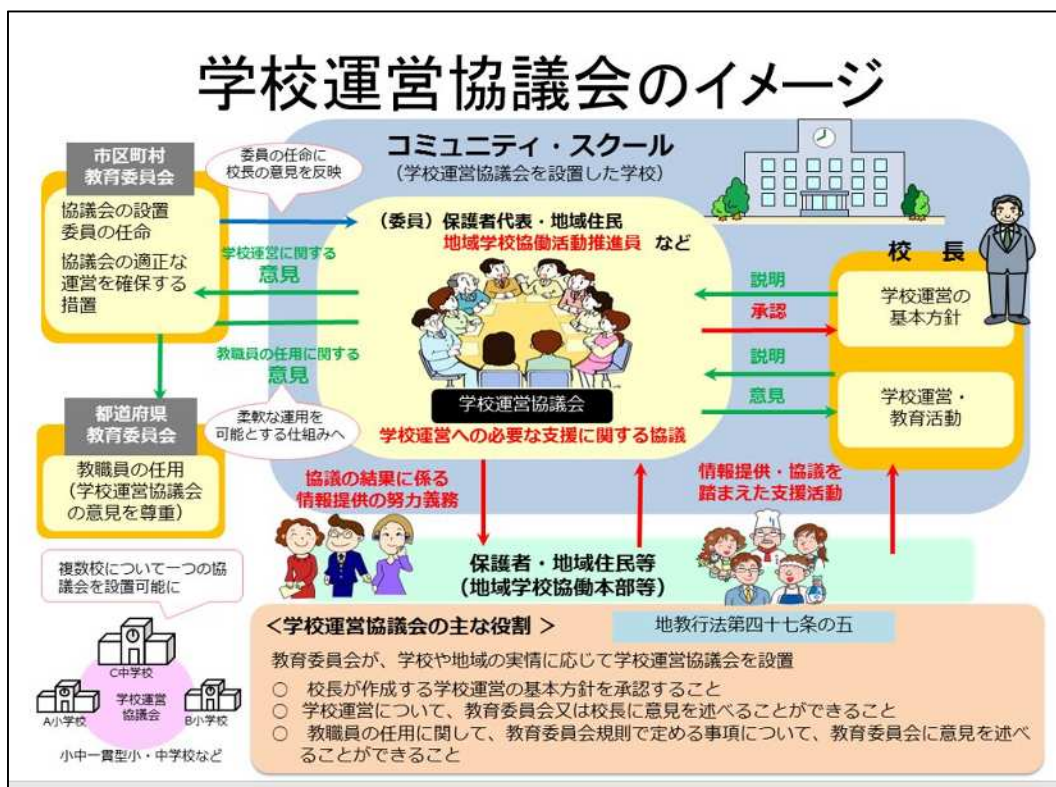 学校運営協議会のイメージ
市区町村
教育委員会
協議会の設置
委員の任命
協議会の適正な
運営を確保する
措置
委員の任命に
校長の意見を反映
コミュニティ・スクール
(学校運営協議会を設置した学校)
(委員)保護者代表・地域住民
地域学校協働活動推進員 など
学校運営に関する
意見
教職員の任用に関する
意見
柔軟な運用を
可能とする仕組みへ
学校運営協議会
学校運営への必要な支援に関する協議
校 長
説明
承認
学校運営の
基本方針
説明
意見
学校運営・
教育活動
都道府県
教育委員会
教職員の任用
(学校運営協議会
の意見を尊重)
協議の結果に係る
情報提供の努力義務
情報提供・協議を
踏まえた支援活動
保護者・地域住民等
(地域学校協働本部等)
複数校について一つの協
議会を設置可能に
C中学校
学校運営
協議会
A小学校
B小学校
小中一貫型小・中学校など
<学校運営協議会の主な役割 >
地教行法第四十七条の五
教育委員会が、学校や地域の実情に応じて学校運営協議会を設置
○ 校長が作成する学校運営の基本方針を承認すること
○ 学校運営について、教育委員会又は校長に意見を述べることができること
○ 教職員の任用に関して、教育委員会規則で定める事項について、教育委員会に意見を述べ
ることができること